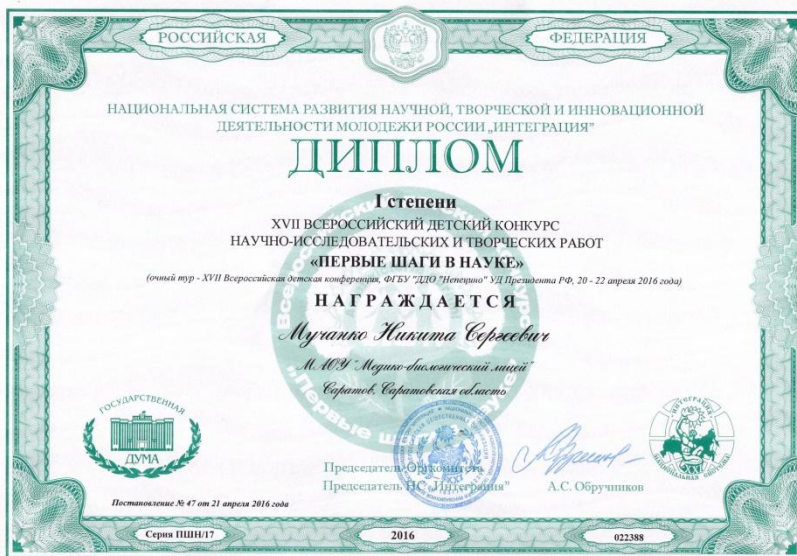 РОССИЙСКАЯ ФЕДЕРАЦИЯ
НАЦИОНАЛЬНАЯ СИСТЕМА РАЗВИТИЯ НАУЧНОЙ, ТВОРЧЕСКОЙ И ИННОВАЦИОННОЙ
ДЕЯТЕЛЬНОСТИ МОЛОДЕЖИ РОССИИ „ИНТЕГРАЦИЯ”
ДИПЛОМ
I степени
XVII ВСЕРОССИЙСКИЙ ДЕТСКИЙ КОНКУРС
НАУЧНО-ИССЛЕДОВАТЕЛЬСКИХ И ТВОРЧЕСКИХ РАБОТ
«ПЕРВЫЕ ШАГИ В НАУКЕ»
(очный тур - XVII Всероссийская детская конференция, ФГБУ "ДДО "Непецино" УД Президента РФ, 20 - 22 апреля 2016 года)
НАГРАЖДАЕТСЯ
Мучанко Никита Сергеевич
МАОУ "Медико-биологический лицей"
Саратов, Саратовская область
ГОСУДАРСТВЕННАЯ
ДУМА
ИНТЕГРАЦИЯ
XXI
НАЦИОНАЛЬНАЯ
Председатель Оргкомитета
Председатель НС „Интеграция” А.С. Обручников
Постановление № 47 от 21 апреля 2016 года
Серия ПШН/17 2016 022388